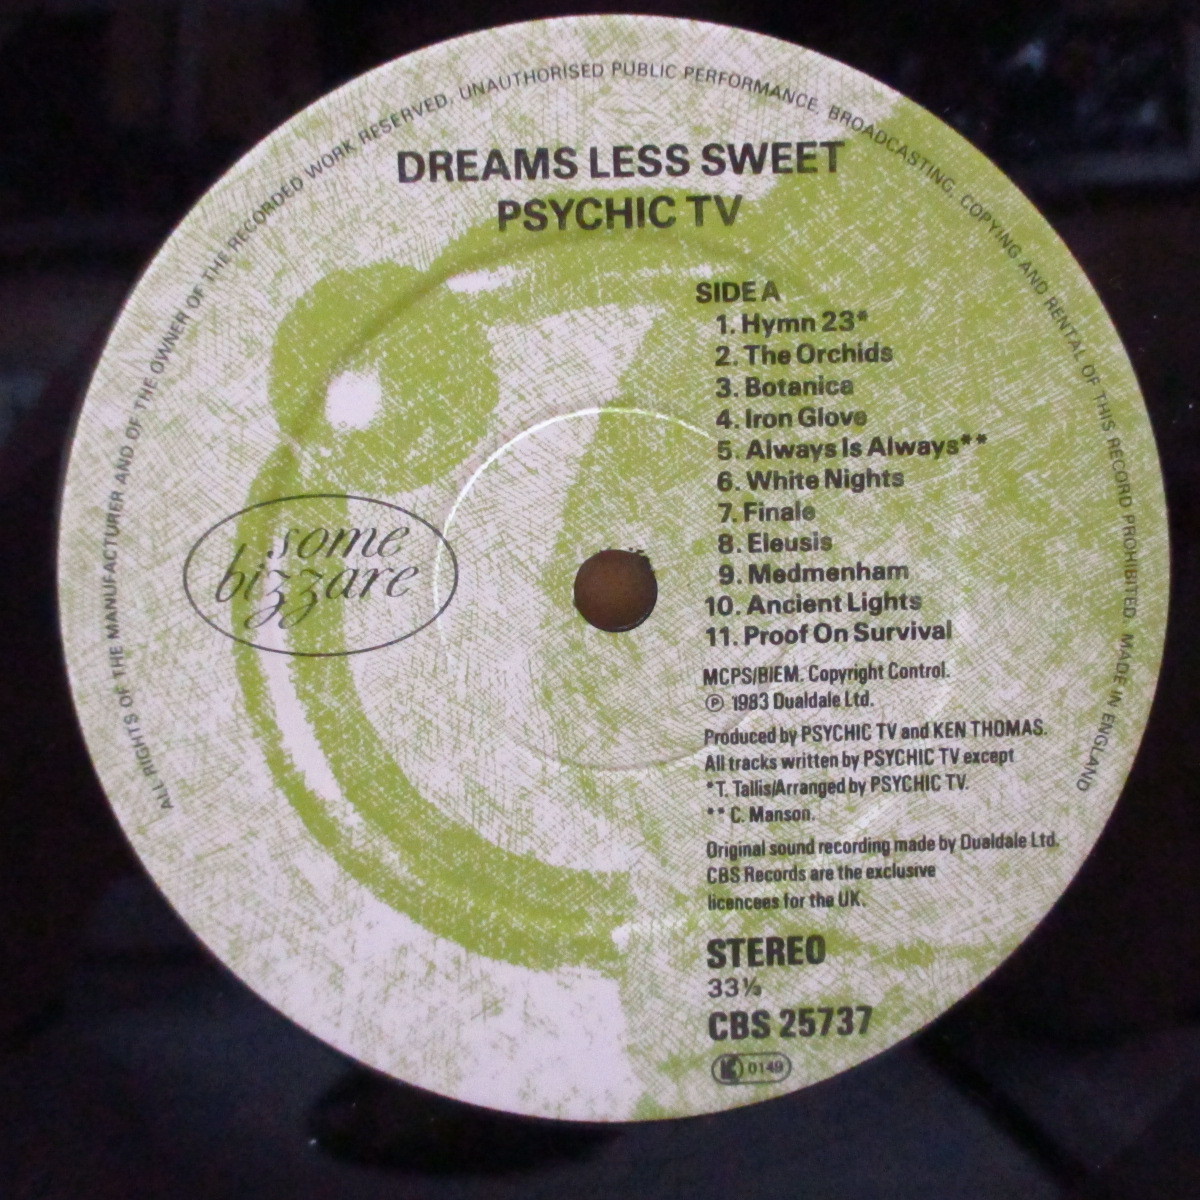 ALL RIGHTS OF THE MANUFACTURER AND OF THE OWNER OF THE RECORDED WORK RESERVED, UNAUTHORISED PUBLIC PERFORMANCE, BROADCASTING, COPYING AND RENTAL OF THIS RECORD PROHIBITED. MADE IN ENGLAND
DREAMS LESS SWEET
PSYCHIC TV
SIDE A
1. Hymn 23*
2. The Orchids
3. Botanica
4. Iron Glove
5. Always Is Always**
6. White Nights
7. Finale
8. Eleusis
9. Medmenham
10. Ancient Lights
11. Proof On Survival
some
bizzare
MCPS/BIEM. Copyright Control.
℗ 1983 Dualdale Ltd.
Produced by PSYCHIC TV and KEN THOMAS.
All tracks written by PSYCHIC TV except
*T. Tallis/Arranged by PSYCHIC TV.
** C. Manson.
Original sound recording made by Dualdale Ltd.
CBS Records are the exclusive
licencees for the UK.
STEREO
33⅓
CBS 25737
K 0149